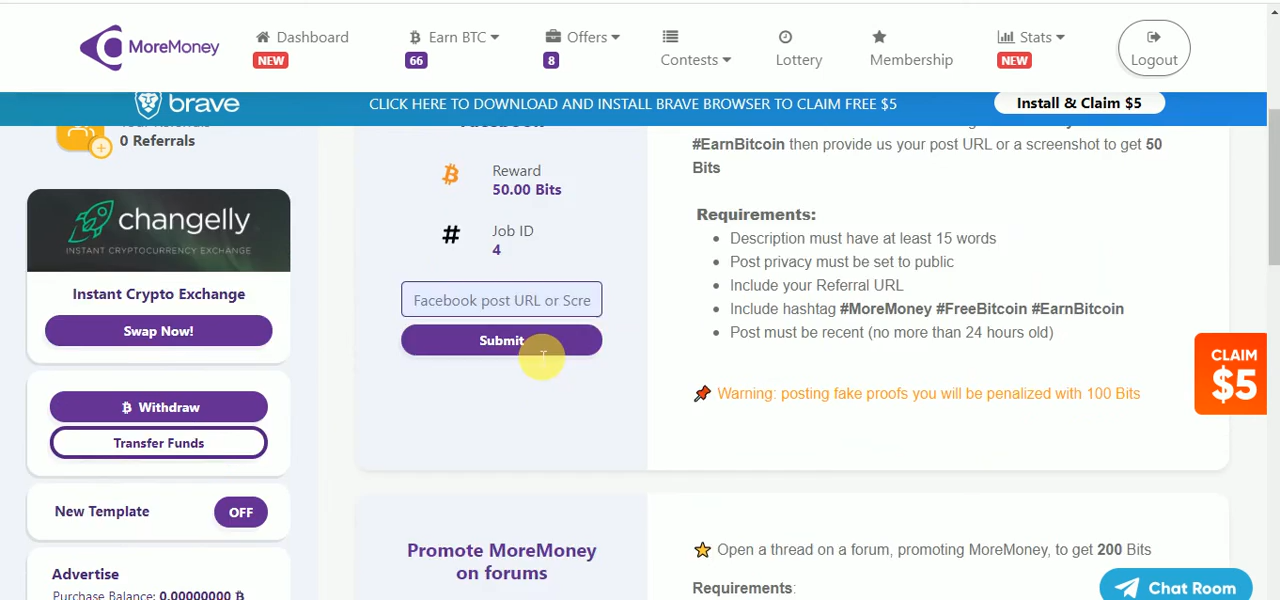 MoreMoney
Dashboard
NEW
Earn BTC
66
Offers
8
Contests
Lottery
Membership
Stats
NEW
Logout
brave
CLICK HERE TO DOWNLOAD AND INSTALL BRAVE BROWSER TO CLAIM FREE $5
Install & Claim $5
0 Referrals
changelly
INSTANT CRYPTOCURRENCY EXCHANGE
Instant Crypto Exchange
Swap Now!
Withdraw
Transfer Funds
New Template
OFF
Advertise
Purchase Balance: 0.00000000
Reward
50.00 Bits
#
Job ID
4
Facebook post URL or Scre
Submit
#EarnBitcoin then provide us your post URL or a screenshot to get 50
Bits
Requirements:
• Description must have at least 15 words
• Post privacy must be set to public
• Include your Referral URL
• Include hashtag #MoreMoney #FreeBitcoin #EarnBitcoin
• Post must be recent (no more than 24 hours old)
Warning: posting fake proofs you will be penalized with 100 Bits
CLAIM
$5
Promote MoreMoney
on forums
Open a thread on a forum, promoting MoreMoney, to get 200 Bits
Requirements:
Chat Room